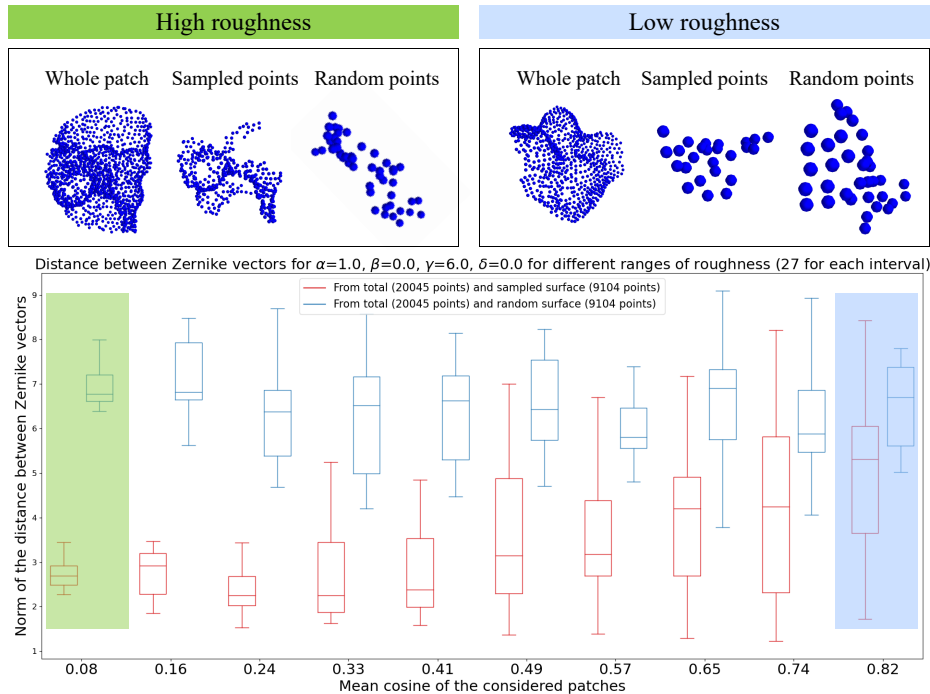 High roughness
Low roughness
Whole patch Sampled points Random points
Whole patch Sampled points Random points
Distance between Zernike vectors for α=1.0, β=0.0, γ=6.0, δ=0.0 for different ranges of roughness (27 for each interval)
From total (20045 points) and sampled surface (9104 points)
From total (20045 points) and random surface (9104 points)
Norm of the distance between Zernike vectors
9
8
7
6
5
4
3
2
1
0.08 0.16 0.24 0.33 0.41 0.49 0.57 0.65 0.74 0.82
Mean cosine of the considered patches